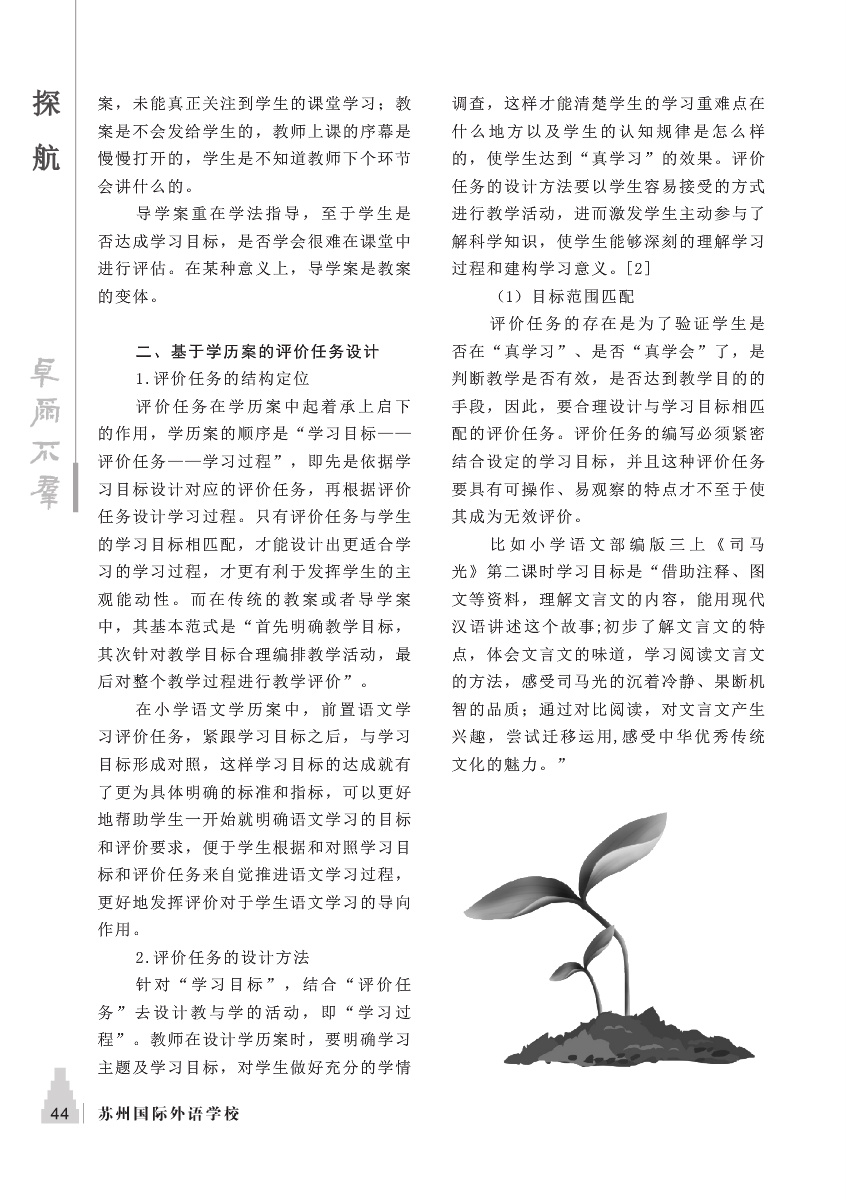 探
航
卓
尔
不
群
案，未能真正关注到学生的课堂学习；教
案是不会发给学生的，教师上课的序幕是
慢慢打开的，学生是不知道教师下个环节
会讲什么的。
导学案重在学法指导，至于学生是
否达成学习目标，是否学会很难在课堂中
进行评估。在某种意义上，导学案是教案
的变体。
二、基于学历案的评价任务设计
1.评价任务的结构定位
评价任务在学历案中起着承上启下
的作用，学历案的顺序是“学习目标——
评价任务——学习过程”，即先是依据学
习目标设计对应的评价任务，再根据评价
任务设计学习过程。只有评价任务与学生
的学习目标相匹配，才能设计出更适合学
习的学习过程，才更有利于发挥学生的主
观能动性。而在传统的教案或者导学案
中，其基本范式是“首先明确教学目标，
其次针对教学目标合理编排教学活动，最
后对整个教学过程进行教学评价”。
在小学语文学历案中，前置语文学
习评价任务，紧跟学习目标之后，与学习
目标形成对照，这样学习目标的达成就有
了更为具体明确的标准和指标，可以更好
地帮助学生一开始就明确语文学习的目标
和评价要求，便于学生根据和对照学习目
标和评价任务来自觉推进语文学习过程，
更好地发挥评价对于学生语文学习的导向
作用。
2.评价任务的设计方法
针对“学习目标”，结合“评价任
务”去设计教与学的活动，即“学习过
程”。教师在设计学历案时，要明确学习
主题及学习目标，对学生做好充分的学情
调查，这样才能清楚学生的学习重难点在
什么地方以及学生的认知规律是怎么样
的，使学生达到“真学习”的效果。评价
任务的设计方法要以学生容易接受的方式
进行教学活动，进而激发学生主动参与了
解科学知识，使学生能够深刻的理解学习
过程和建构学习意义。[2]
（1）目标范围匹配
评价任务的存在是为了验证学生是
否在“真学习”、是否“真学会”了，是
判断教学是否有效，是否达到教学目的的
手段，因此，要合理设计与学习目标相匹
配的评价任务。评价任务的编写必须紧密
结合设定的学习目标，并且这种评价任务
要具有可操作、易观察的特点才不至于使
其成为无效评价。
比如小学语文部编版三上《司马
光》第二课时学习目标是“借助注释、图
文等资料，理解文言文的内容，能用现代
汉语讲述这个故事;初步了解文言文的特
点，体会文言文的味道，学习阅读文言文
的方法，感受司马光的沉着冷静、果断机
智的品质；通过对比阅读，对文言文产生
兴趣，尝试迁移运用,感受中华优秀传统
文化的魅力。”
44
苏州国际外语学校